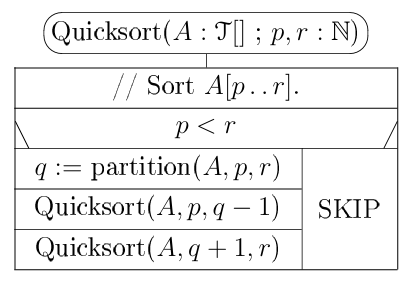 Quicksort(A : 𝒯[] ; p, r : ℕ)
// Sort A[p . . r].
p < r
q := partition(A, p, r)
Quicksort(A, p, q − 1)
SKIP
Quicksort(A, q + 1, r)